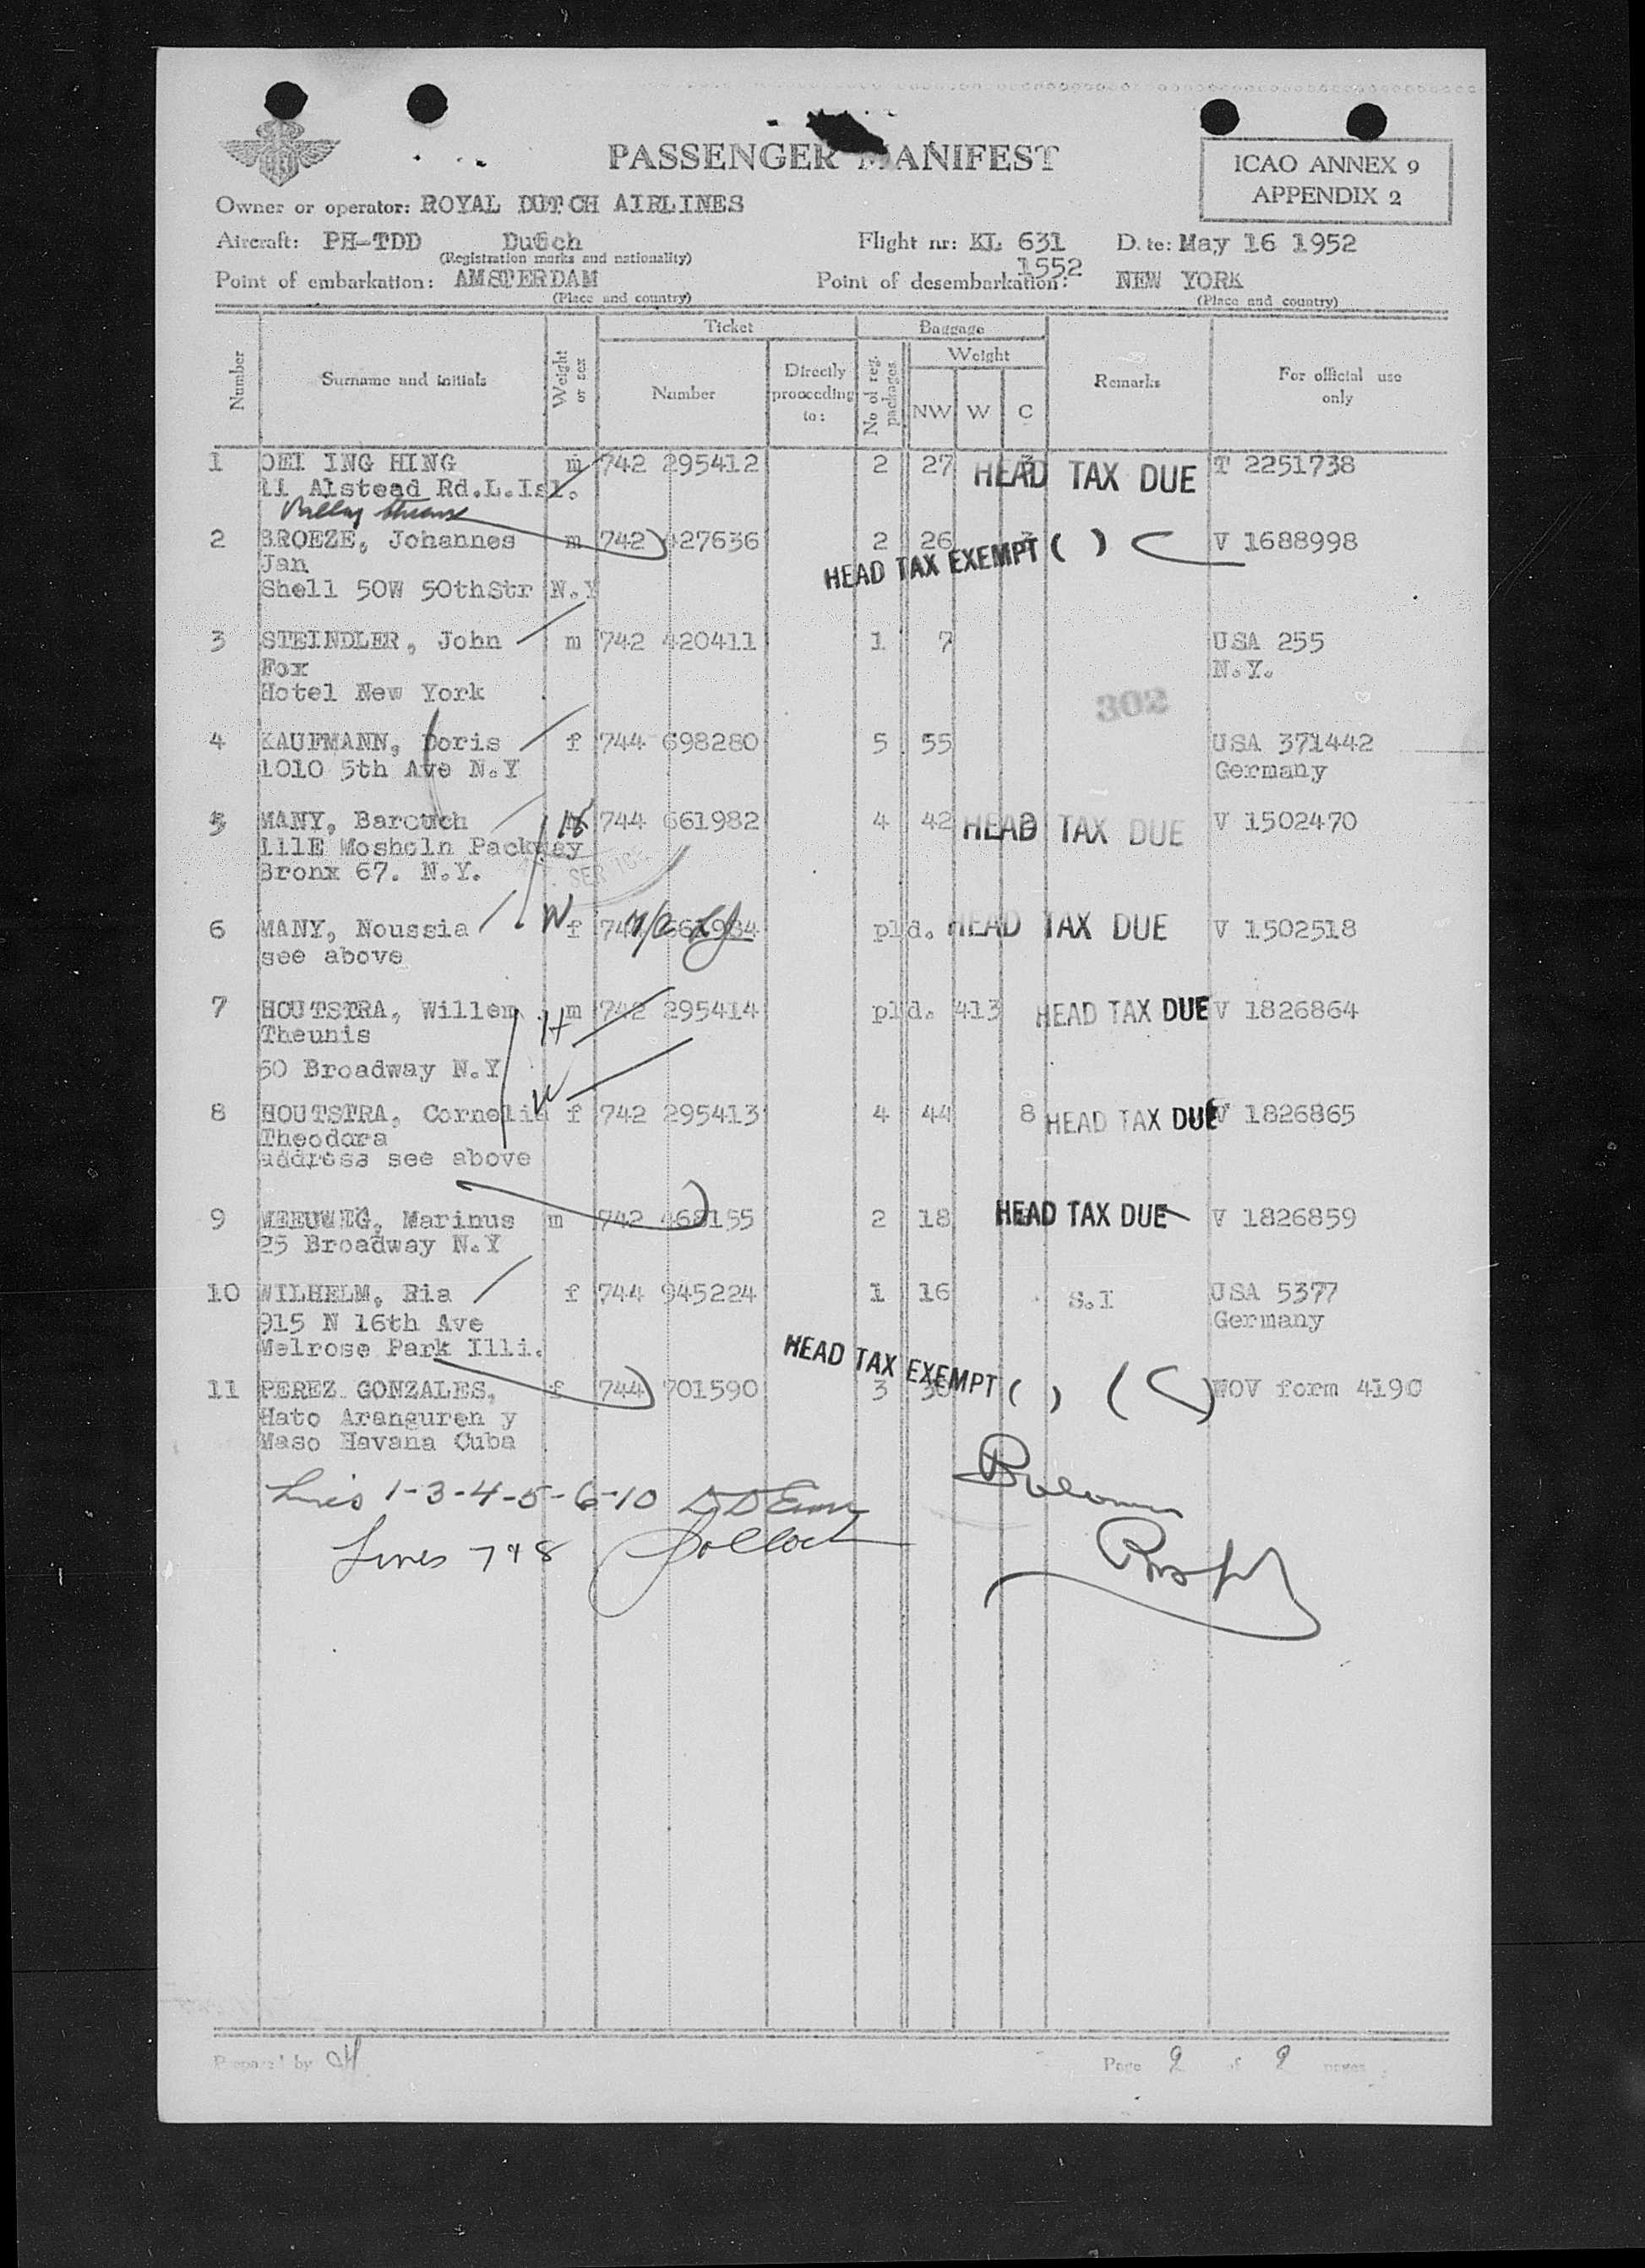 PASSENGER MANIFEST
ICAO ANNEX 9
APPENDIX 2
Owner or operator: ROYAL DUTCH AIRLINES
Aircraft: PH-TDD Dutch Flight nr: KL 631 Date: May 16 1952
(Registration marks and nationality) 1552
Point of embarkation: AMSTERDAM Point of desembarkation: NEW YORK
(Place and country) (Place and country)
Number Surname and initials Weight or sex Ticket Number Directly proceeding to: Baggage No of reg. packages Weight NW W C Remarks For official use only
1 OEI ING HING m 742 295412 2 27 3 HEAD TAX DUE T 2251738
11 Alstead Rd.L.Isl.
2 BROEZE, Johannes m 742 427636 2 26 HEAD TAX EXEMPT ( ) V 1688998
Jan
Shell 50W 50thStr N.Y
3 STEINDLER, John m 742 420411 1 7 USA 255
Fox N.Y.
Hotel New York
302
4 KAUFMANN, Doris f 744 698280 5 55 USA 371442
1010 5th Ave N.Y Germany
5 MANY, Barouch m 744 661982 4 42 HEAD TAX DUE V 1502470
111E Mosholn Packway
Bronx 67. N.Y.
6 MANY, Noussia W f 744 661984 pld. HEAD TAX DUE V 1502518
see above
7 HOUTSTRA, Willem H m 742 295414 pld. 413 HEAD TAX DUE V 1826864
Theunis
50 Broadway N.Y
8 HOUTSTRA, Cornelia W f 742 295413 4 44 8 HEAD TAX DUE V 1826865
Theodora
address see above
9 MEEUWIG, Marinus m 742 468155 2 18 HEAD TAX DUE V 1826859
25 Broadway N.Y
10 WILHELM, Ria f 744 945224 1 16 S.I USA 5377
915 N 16th Ave Germany
Melrose Park Illi.
11 PEREZ GONZALES, f 744 701590 3 30 HEAD TAX EXEMPT ( ) WOV form 419C
Hato Aranguren y
Maso Havana Cuba
Lines 1-3-4-5-6-10
Lines 7+8 Pollock
Prepared by Page 2 of 2 pages